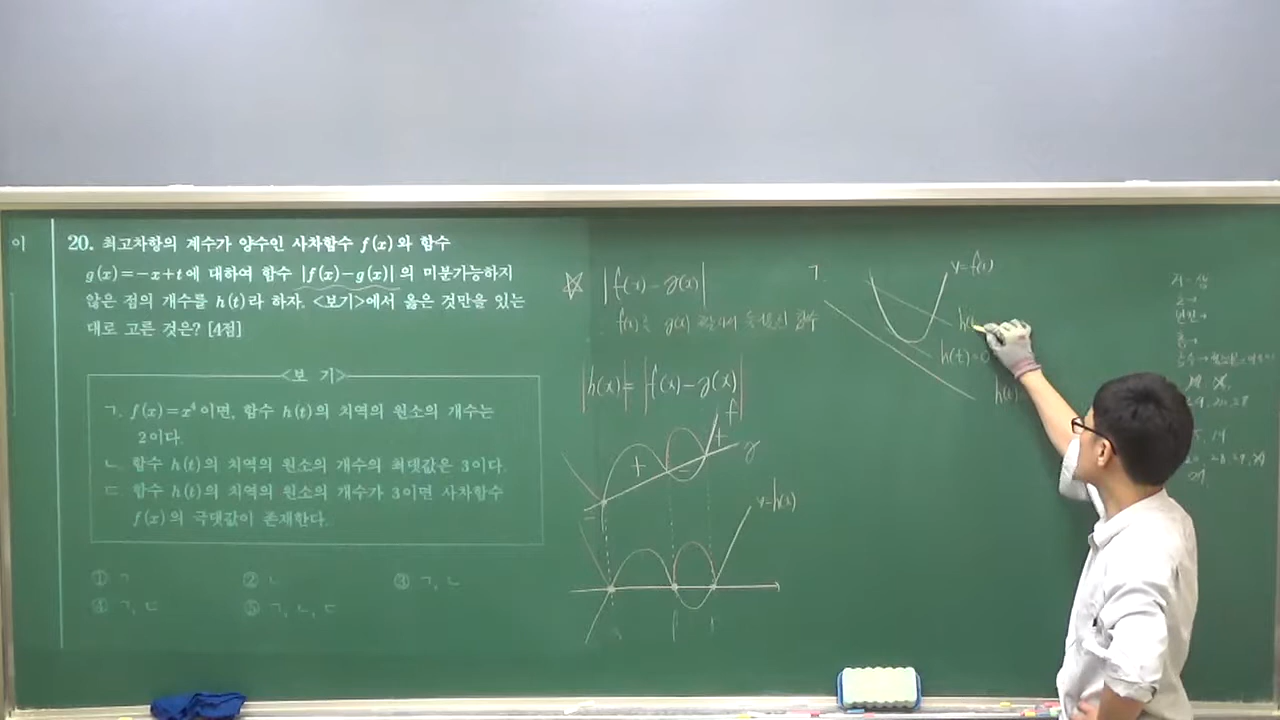 이
20. 최고차항의 계수가 양수인 사차함수 f(x)와 함수
g(x)=-x+t에 대하여 함수 |f(x)-g(x)|의 미분가능하지
않은 점의 개수를 h(t)라 하자. <보기>에서 옳은 것만을 있는
대로 고른 것은? [4점]
<보 기>
ㄱ. f(x)=x⁴이면, 함수 h(t)의 치역의 원소의 개수는
2이다.
ㄴ. 함수 h(t)의 치역의 원소의 개수의 최댓값은 3이다.
ㄷ. 함수 h(t)의 치역의 원소의 개수가 3이면 사차함수
f(x)의 극댓값이 존재한다.
① ㄱ ② ㄴ ③ ㄱ, ㄴ
④ ㄱ, ㄷ ⑤ ㄱ, ㄴ, ㄷ
☆ |f(x)-g(x)|
|h(x)|=|f(x)-g(x)|
f
+ + g
- -
y=h(x)
ㄱ.
y=f(x)
h(t)=0
h(t)